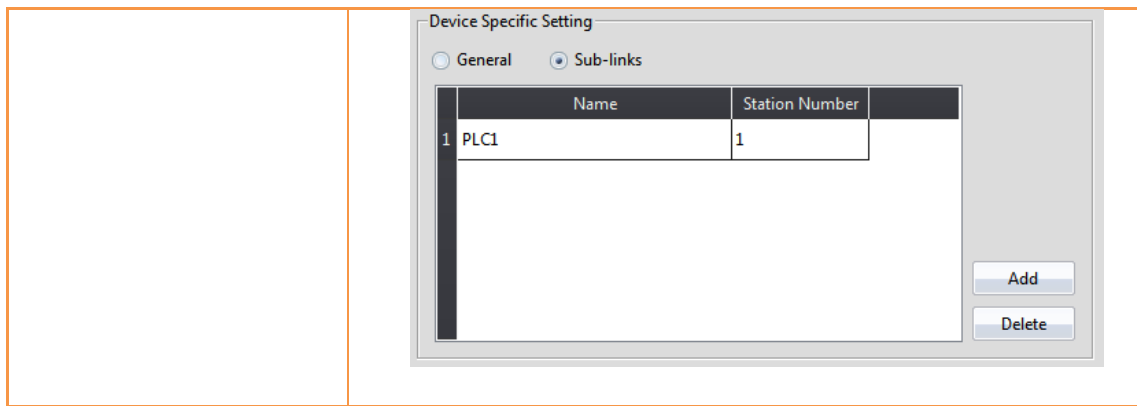 Device Specific Setting
General Sub-links
Name Station Number
1 PLC1 1
Add
Delete